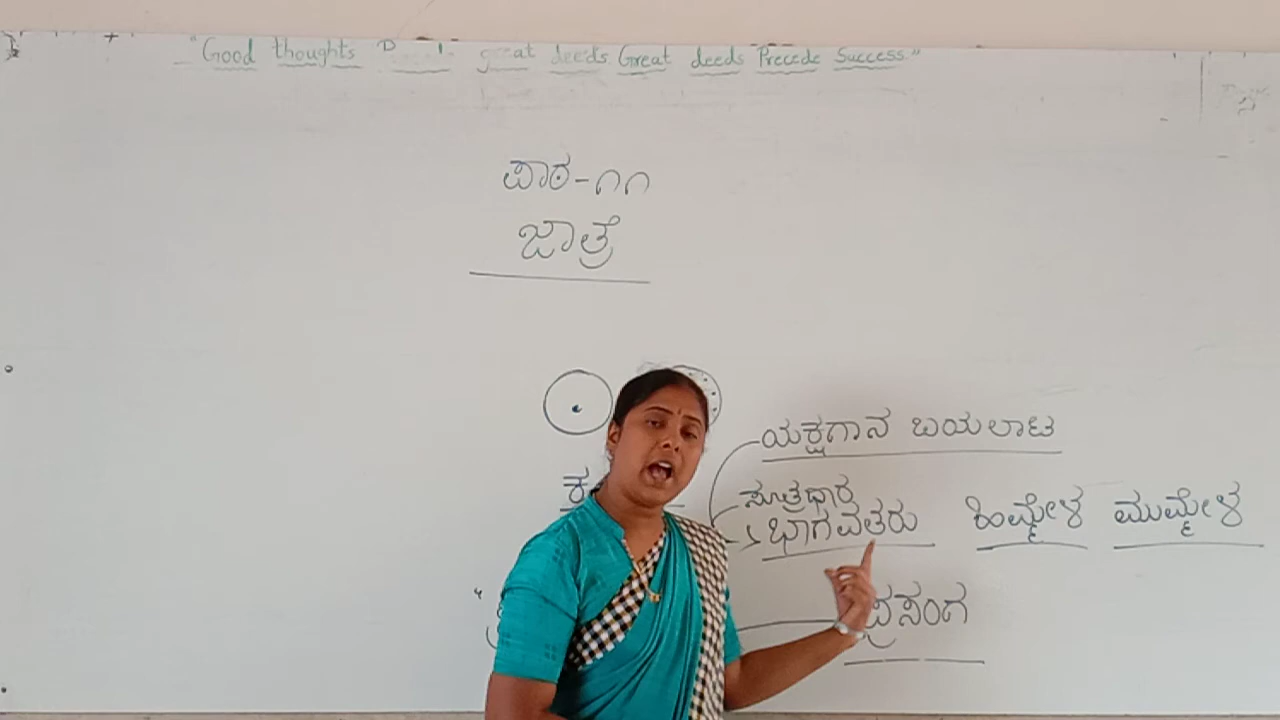 "Good thoughts great deeds Great deeds Precede Success"
ಪಾಠ-೧೧
ಜಾತ್ರೆ
ಯಕ್ಷಗಾನ ಬಯಲಾಟ
ಕ
ಸೂತ್ರಧಾರ
ಭಾಗವತರು ಹಿಮ್ಮೇಳ ಮುಮ್ಮೇಳ
ಪ್ರಸಂಗ